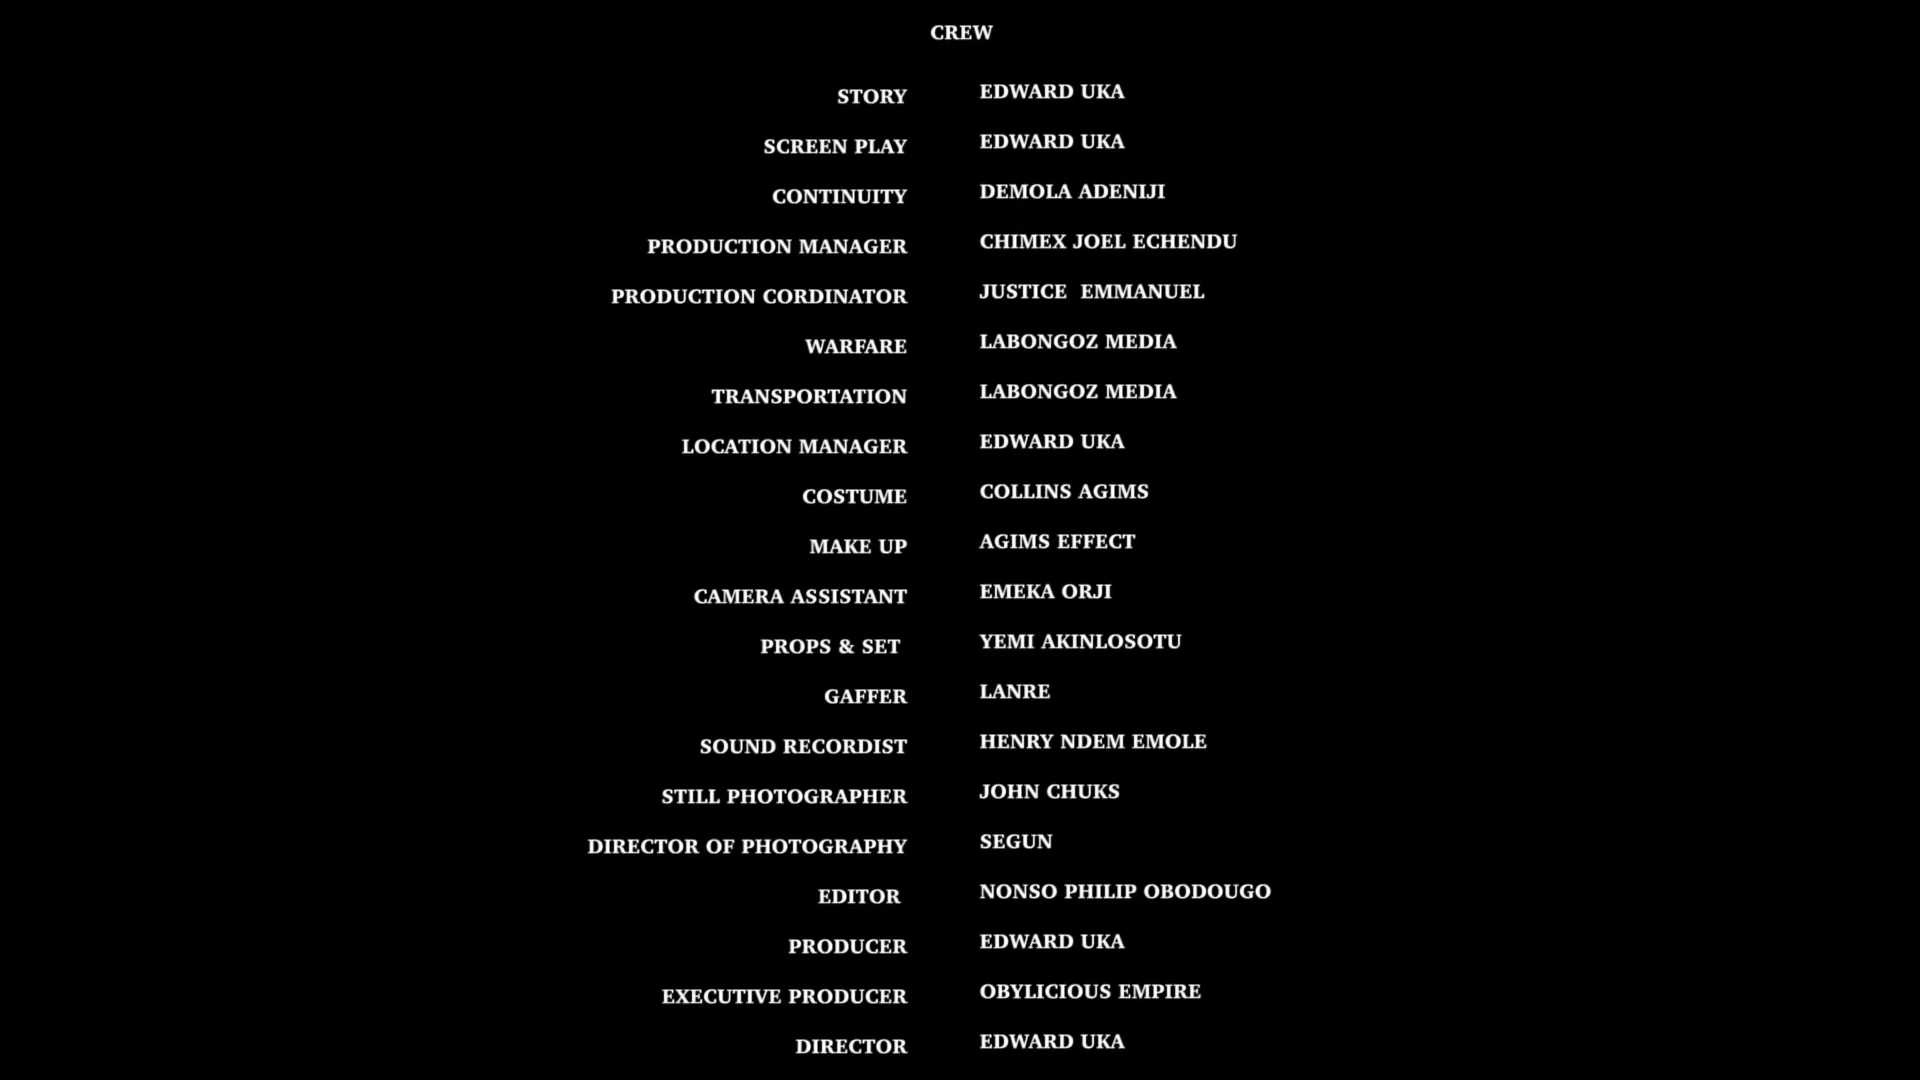 CREW
STORY EDWARD UKA
SCREEN PLAY EDWARD UKA
CONTINUITY DEMOLA ADENIJI
PRODUCTION MANAGER CHIMEX JOEL ECHENDU
PRODUCTION CORDINATOR JUSTICE  EMMANUEL
WARFARE LABONGOZ MEDIA
TRANSPORTATION LABONGOZ MEDIA
LOCATION MANAGER EDWARD UKA
COSTUME COLLINS AGIMS
MAKE UP AGIMS EFFECT
CAMERA ASSISTANT EMEKA ORJI
PROPS & SET YEMI AKINLOSOTU
GAFFER LANRE
SOUND RECORDIST HENRY NDEM EMOLE
STILL PHOTOGRAPHER JOHN CHUKS
DIRECTOR OF PHOTOGRAPHY SEGUN
EDITOR NONSO PHILIP OBODOUGO
PRODUCER EDWARD UKA
EXECUTIVE PRODUCER OBYLICIOUS EMPIRE
DIRECTOR EDWARD UKA